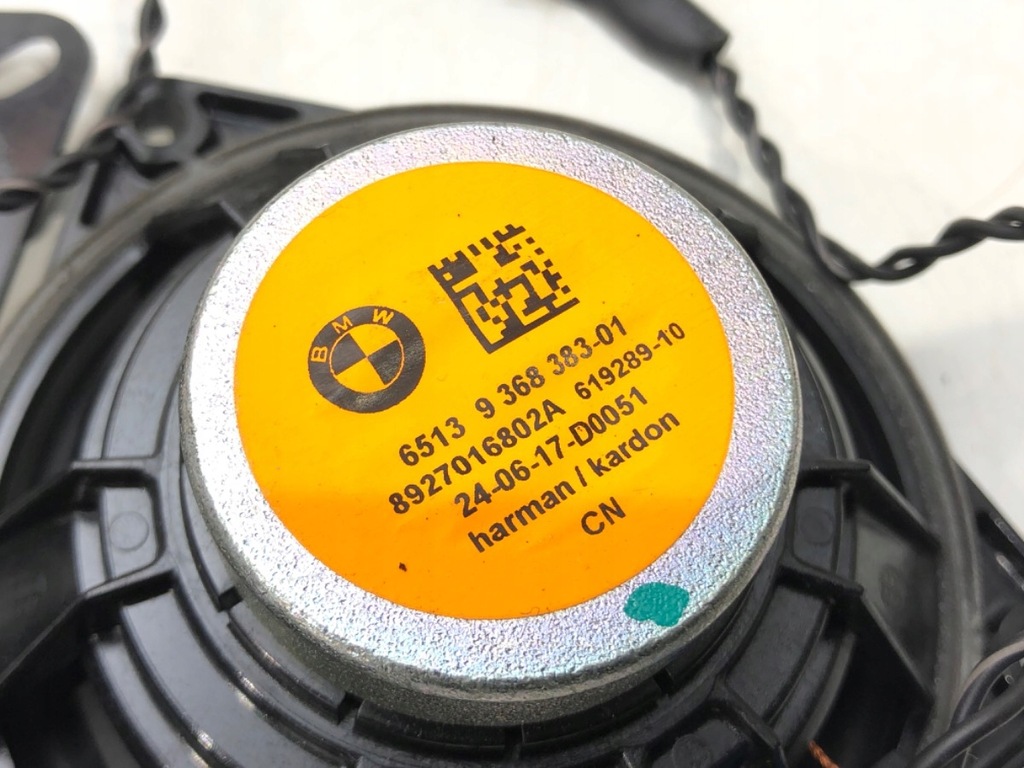 BMW
6513 9 368 383-01
8927016802A 619289-10
24-06-17-D0051
harman / kardon
CN